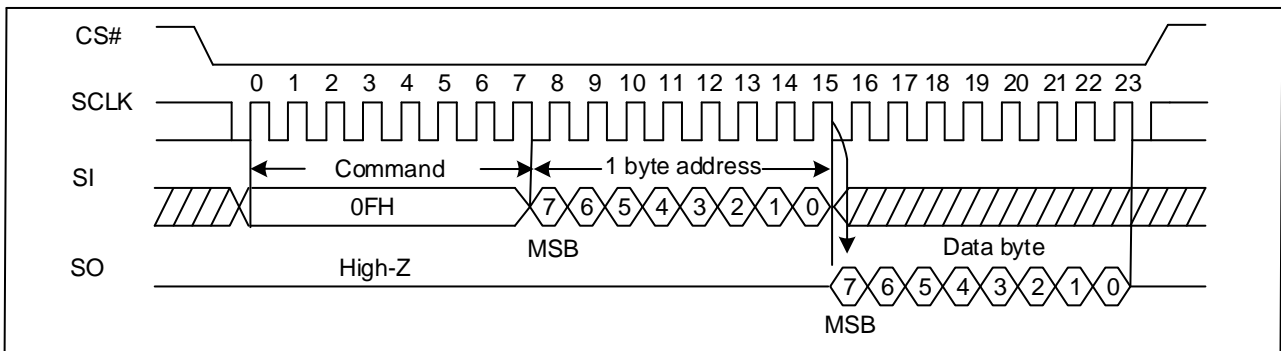 CS#
0 1 2 3 4 5 6 7 8 9 10 11 12 13 14 15 16 17 18 19 20 21 22 23
SCLK
Command 1 byte address
SI
0FH 7 6 5 4 3 2 1 0
MSB Data byte
SO High-Z
7 6 5 4 3 2 1 0
MSB